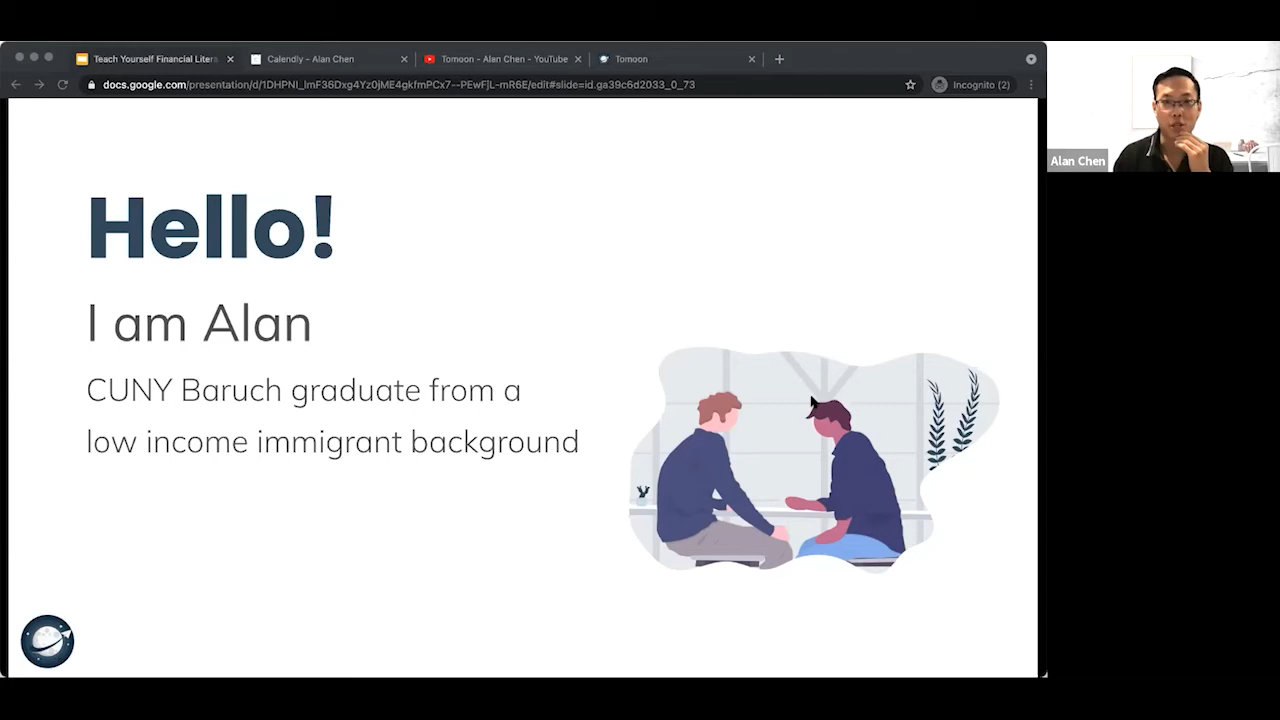 Teach Yourself Financial Litera
Calendly - Alan Chen
Tomoon - Alan Chen - YouTube
Tomoon
docs.google.com/presentation/d/1DHPNI_lmF36Dxg4Yz0jME4gkfmPCx7--PEwFjL-mR6E/edit#slide=id.ga39c6d2033_0_73
Incognito (2)
Alan Chen
Hello!
I am Alan
CUNY Baruch graduate from a
low income immigrant background